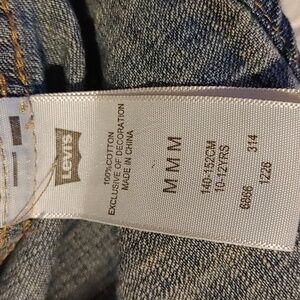 Levi's
100% COTTON
EXCLUSIVE OF DECORATION
MADE IN CHINA
M M M
140-152CM
10-12YRS
6866 314
1226